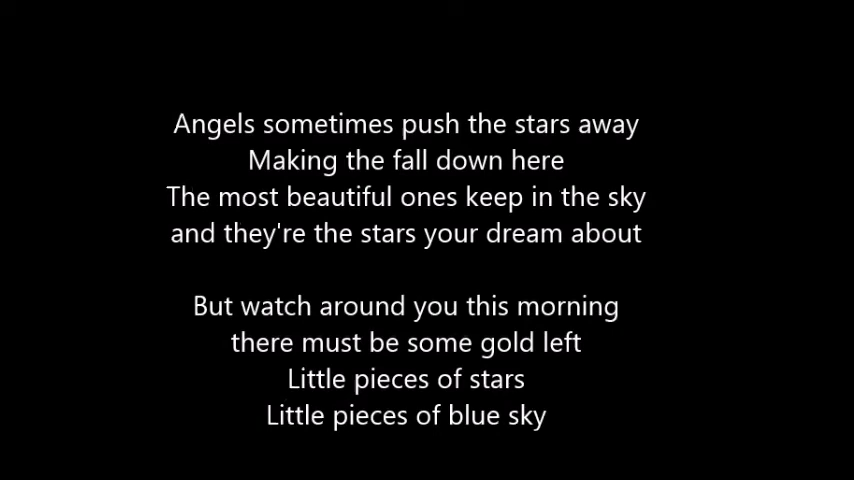 Angels sometimes push the stars away
Making the fall down here
The most beautiful ones keep in the sky
and they're the stars your dream about
But watch around you this morning
there must be some gold left
Little pieces of stars
Little pieces of blue sky